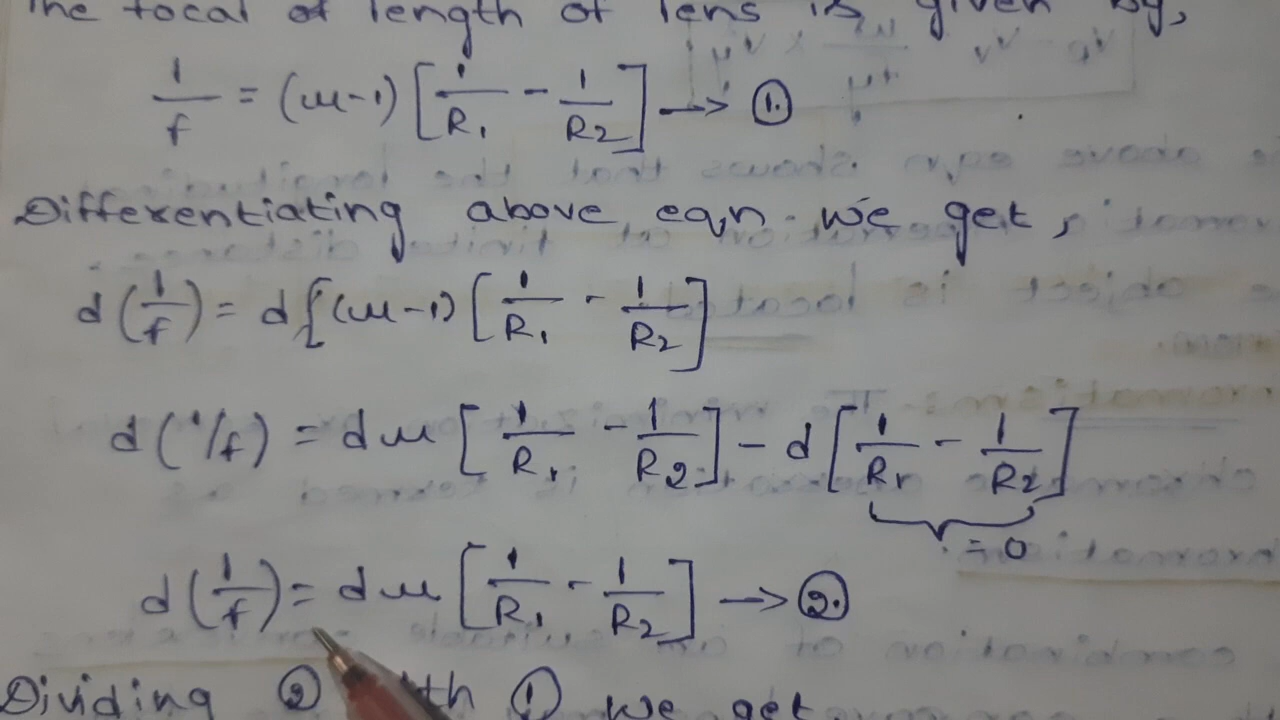 The focal of length of lens is given by,
1/f = (μ-1) [1/R1 - 1/R2] → ①
Differentiating above eqn. we get,
d(1/f) = d{(μ-1) [1/R1 - 1/R2]
d(1/f) = dμ [1/R1 - 1/R2] - d[1/R1 - 1/R2]
= 0
d(1/f) = dμ [1/R1 - 1/R2] → ②
Dividing ② ① we get